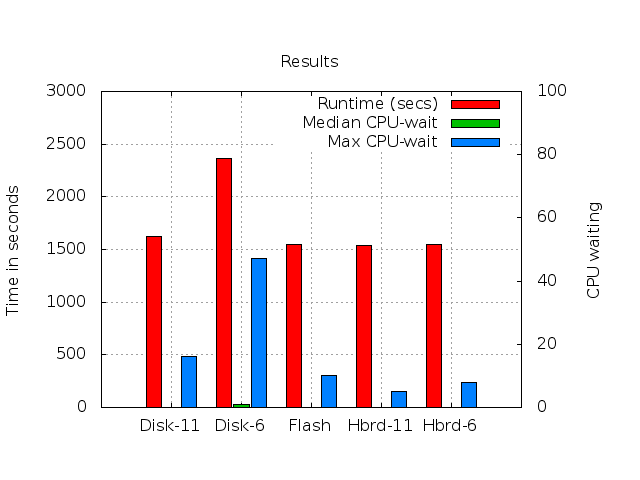 Results
3000
2500
2000
1500
1000
500
0
Time in seconds
Runtime (secs)
Median CPU-wait
Max CPU-wait
100
80
60
40
20
0
CPU waiting
Disk-11 Disk-6 Flash Hbrd-11 Hbrd-6